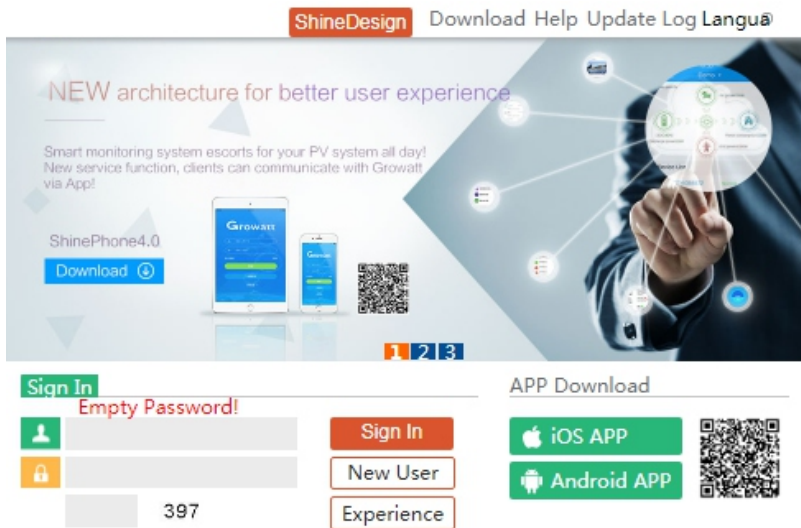 ShineDesign Download Help Update Log Langua
NEW architecture for better user experience
Smart monitoring system escorts for your PV system all day!
New service function, clients can communicate with Growatt
via App!
ShinePhone4.0
Download
Growatt
Growatt
1 2 3
Sign In
Empty Password!
Sign In
New User
397
Experience
APP Download
iOS APP
Android APP